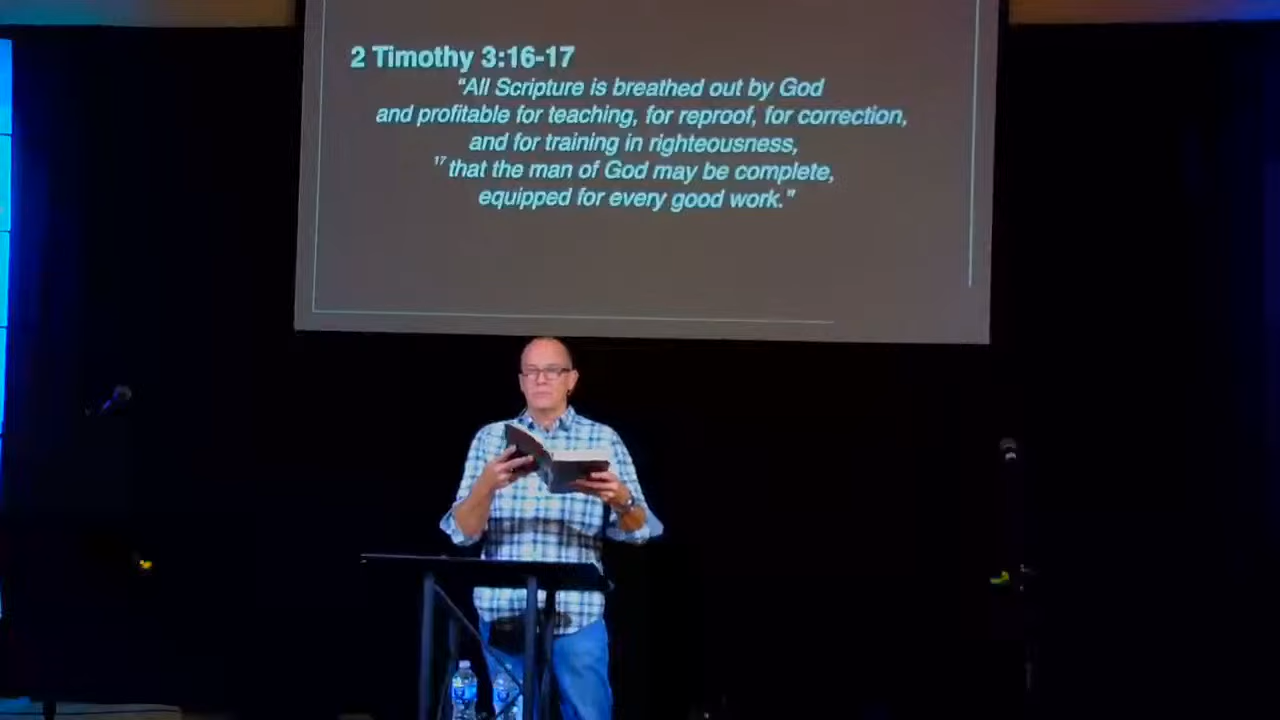 2 Timothy 3:16-17
“All Scripture is breathed out by God
and profitable for teaching, for reproof, for correction,
and for training in righteousness,
17 that the man of God may be complete,
equipped for every good work.”